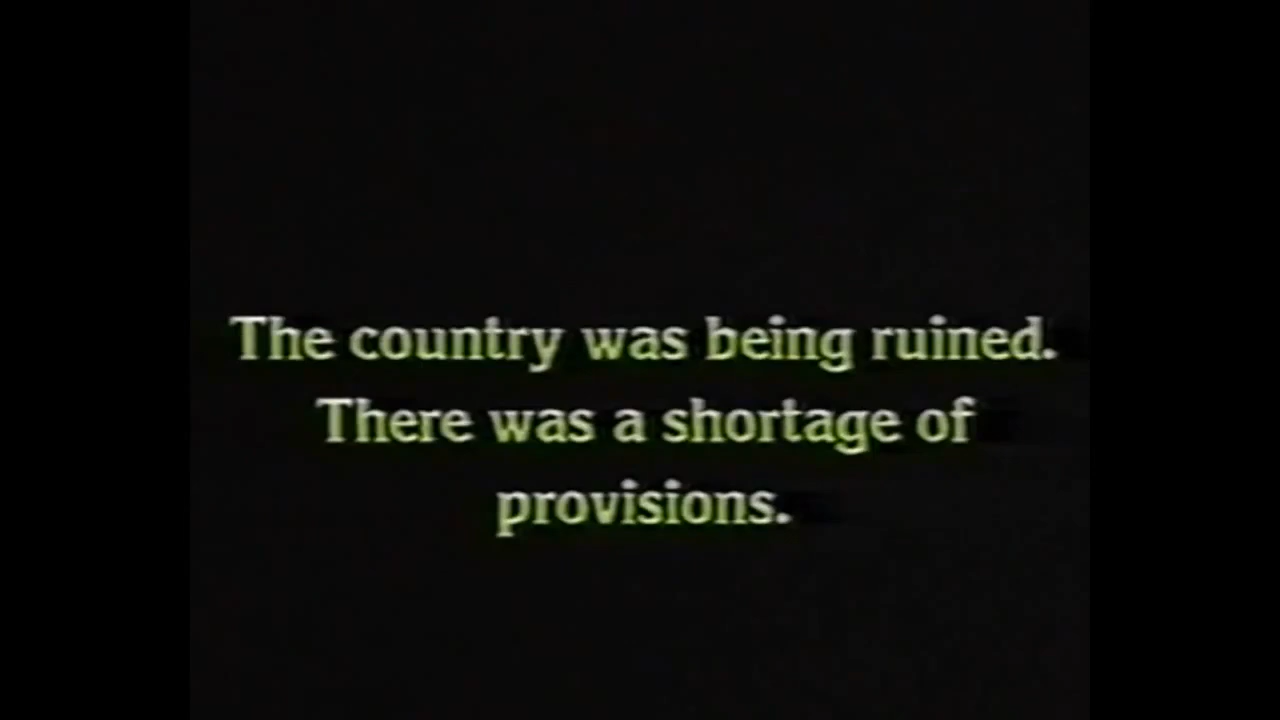 The country was being ruined.
There was a shortage of
provisions.